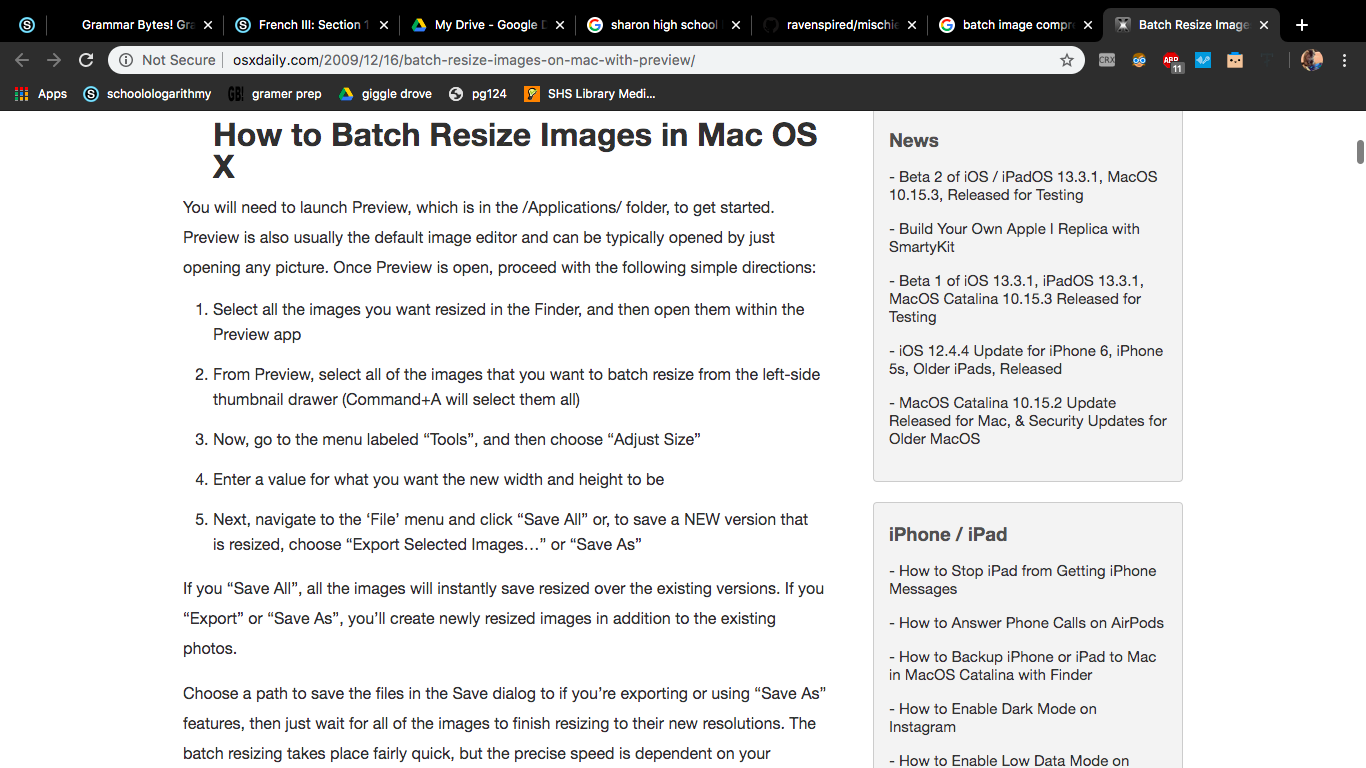 Grammar Bytes! Gra
French III: Section 1
My Drive - Google D
sharon high school
ravenspired/mischie
batch image compr
Batch Resize Image
Not Secure | osxdaily.com/2009/12/16/batch-resize-images-on-mac-with-preview/
CRX
ABP
11
Apps
schoolologarithmy
GB!
gramer prep
giggle drove
pg124
SHS Library Medi...
How to Batch Resize Images in Mac OS
X
You will need to launch Preview, which is in the /Applications/ folder, to get started.
Preview is also usually the default image editor and can be typically opened by just
opening any picture. Once Preview is open, proceed with the following simple directions:
1. Select all the images you want resized in the Finder, and then open them within the
Preview app
2. From Preview, select all of the images that you want to batch resize from the left-side
thumbnail drawer (Command+A will select them all)
3. Now, go to the menu labeled “Tools”, and then choose “Adjust Size”
4. Enter a value for what you want the new width and height to be
5. Next, navigate to the ‘File’ menu and click “Save All” or, to save a NEW version that
is resized, choose “Export Selected Images…” or “Save As”
If you “Save All”, all the images will instantly save resized over the existing versions. If you
“Export” or “Save As”, you’ll create newly resized images in addition to the existing
photos.
Choose a path to save the files in the Save dialog to if you’re exporting or using “Save As”
features, then just wait for all of the images to finish resizing to their new resolutions. The
batch resizing takes place fairly quick, but the precise speed is dependent on your
News
- Beta 2 of iOS / iPadOS 13.3.1, MacOS
10.15.3, Released for Testing
- Build Your Own Apple I Replica with
SmartyKit
- Beta 1 of iOS 13.3.1, iPadOS 13.3.1,
MacOS Catalina 10.15.3 Released for
Testing
- iOS 12.4.4 Update for iPhone 6, iPhone
5s, Older iPads, Released
- MacOS Catalina 10.15.2 Update
Released for Mac, & Security Updates for
Older MacOS
iPhone / iPad
- How to Stop iPad from Getting iPhone
Messages
- How to Answer Phone Calls on AirPods
- How to Backup iPhone or iPad to Mac
in MacOS Catalina with Finder
- How to Enable Dark Mode on
Instagram
- How to Enable Low Data Mode on